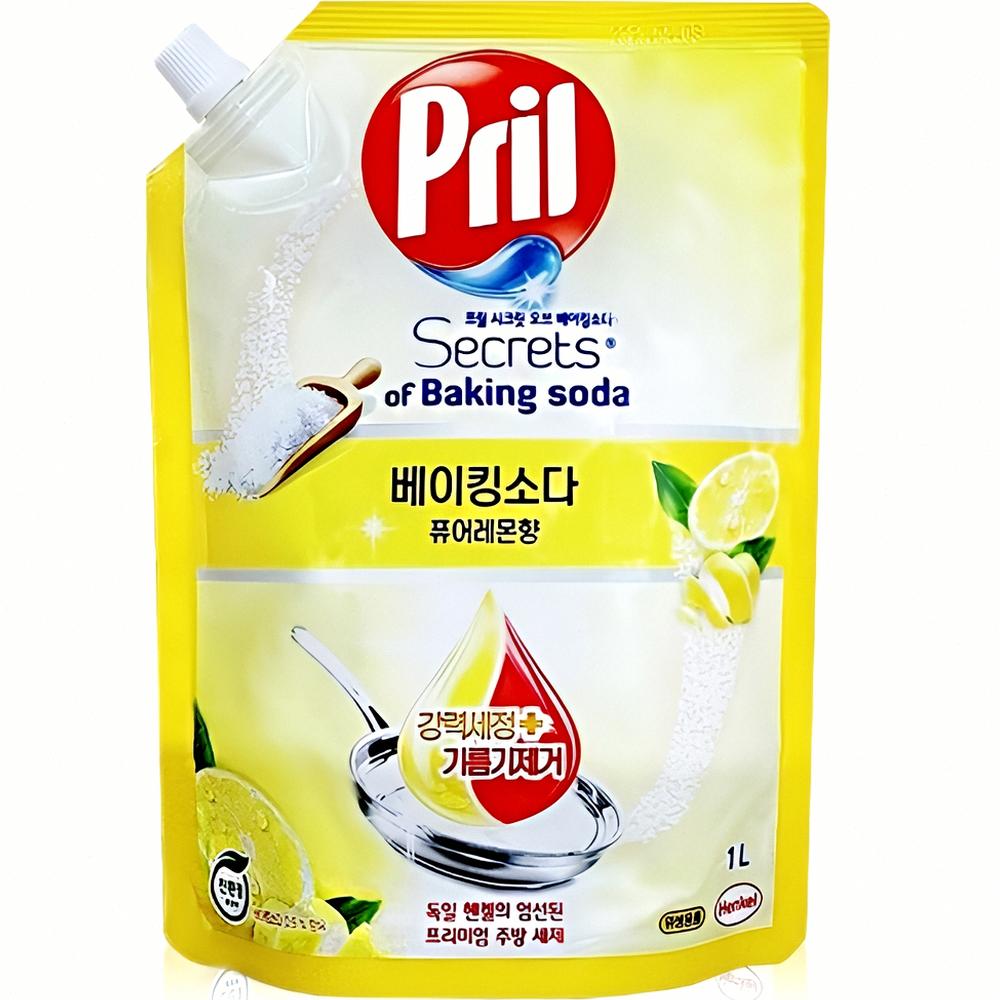 Pril
프릴 시크릿 오브 베이킹소다
Secrets®
of Baking soda
베이킹소다
퓨어레몬향
강력세정+
기름기제거
1L
독일 헨켈의 엄선된
프리미엄 주방 세제
Henkel